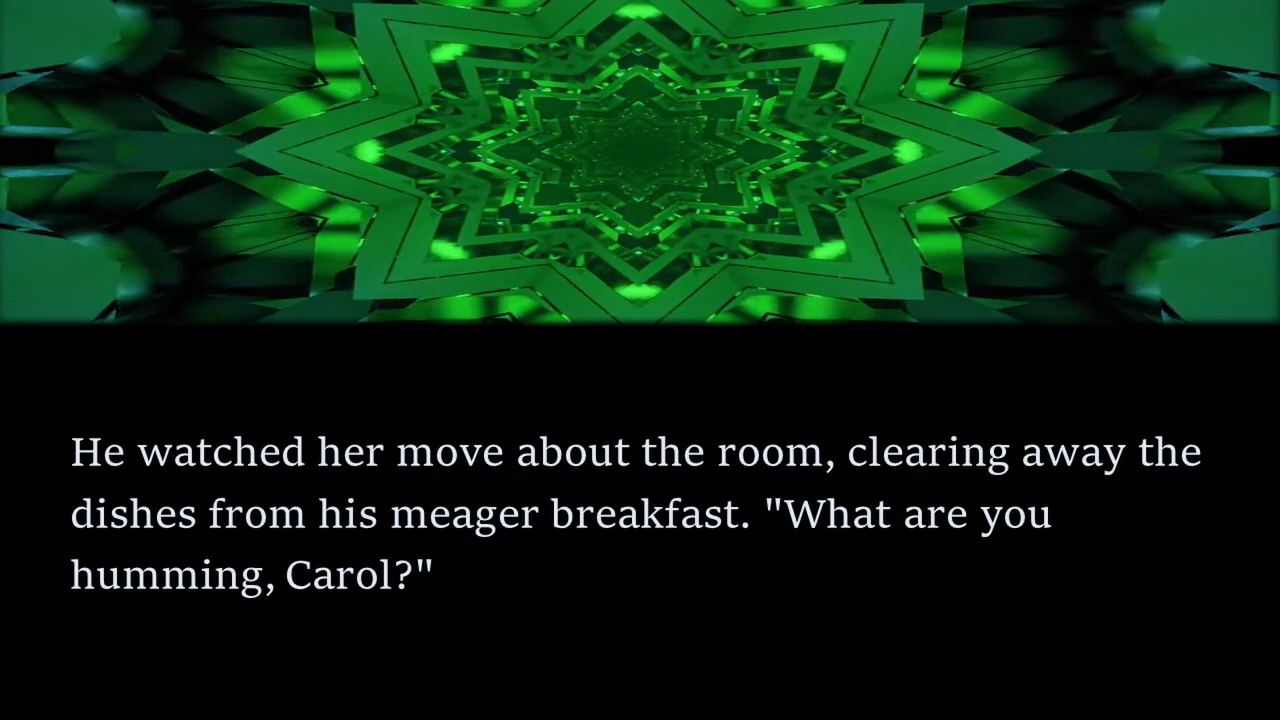 He watched her move about the room, clearing away the
dishes from his meager breakfast. "What are you
humming, Carol?"